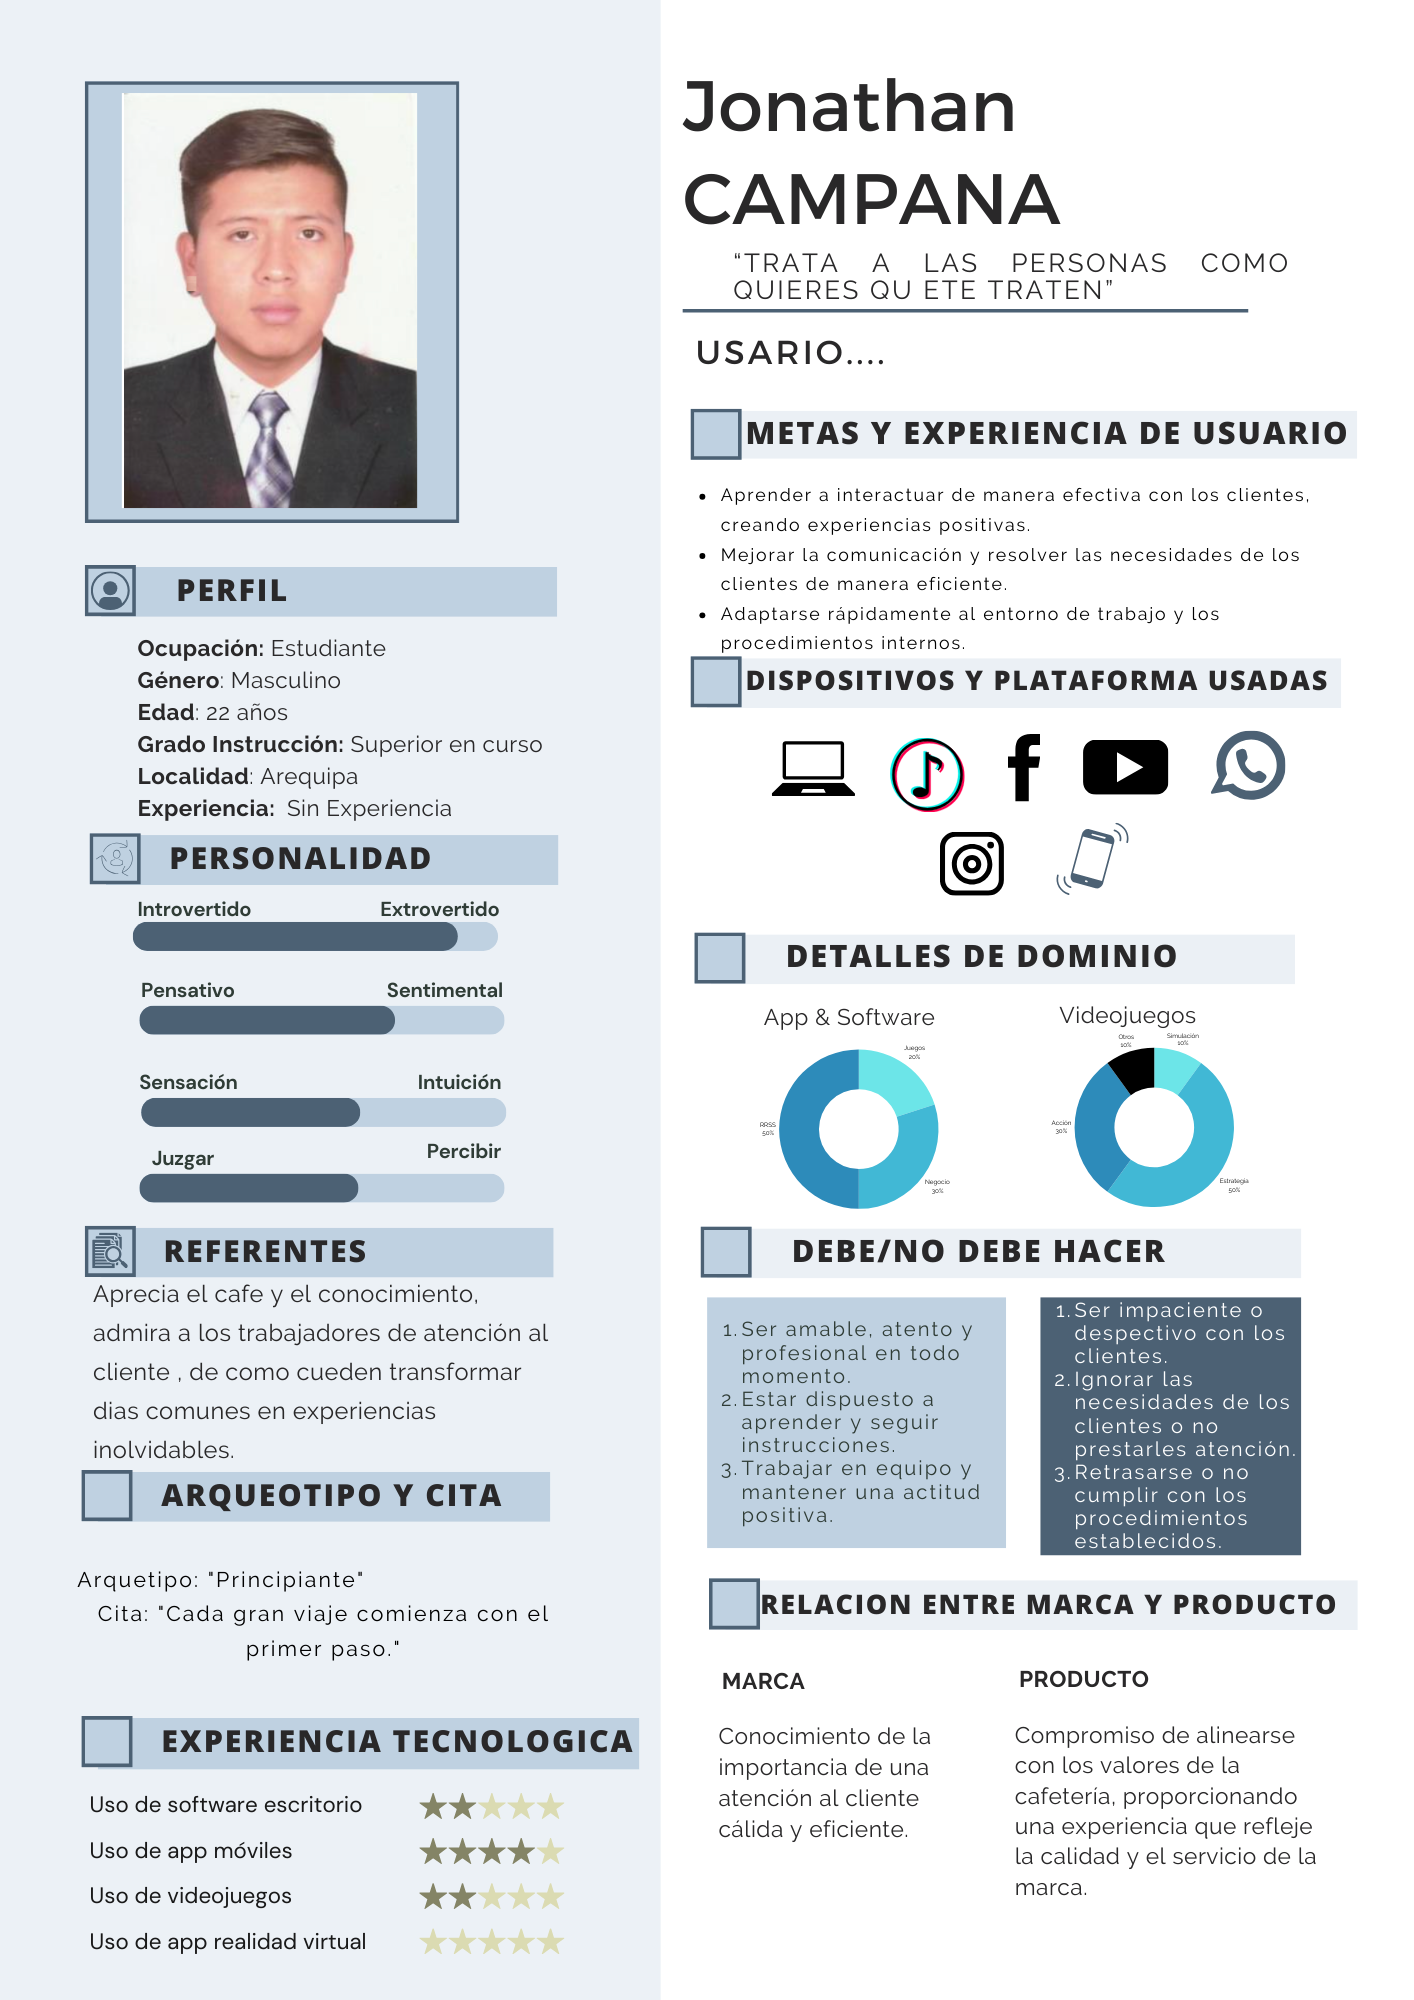 Jonathan
CAMPANA
“TRATA A LAS PERSONAS COMO
QUIERES QU ETE TRATEN”
USARIO....
PERFIL
Ocupación: Estudiante
Género: Masculino
Edad: 22 años
Grado Instrucción: Superior en curso
Localidad: Arequipa
Experiencia: Sin Experiencia
PERSONALIDAD
Introvertido Extrovertido
Pensativo Sentimental
Sensación Intuición
Juzgar Percibir
REFERENTES
Aprecia el cafe y el conocimiento,
admira a los trabajadores de atención al
cliente , de como cueden transformar
dias comunes en experiencias
inolvidables.
ARQUEOTIPO Y CITA
Arquetipo: "Principiante"
Cita: "Cada gran viaje comienza con el
primer paso."
EXPERIENCIA TECNOLOGICA
Uso de software escritorio
Uso de app móviles
Uso de videojuegos
Uso de app realidad virtual
METAS Y EXPERIENCIA DE USUARIO
Aprender a interactuar de manera efectiva con los clientes,
creando experiencias positivas.
Mejorar la comunicación y resolver las necesidades de los
clientes de manera eficiente.
Adaptarse rápidamente al entorno de trabajo y los
procedimientos internos.
DISPOSITIVOS Y PLATAFORMA USADAS
DETALLES DE DOMINIO
App & Software
Juegos
20%
RRSS
50%
Negocio
30%
Videojuegos
Otros
10%
Simulación
10%
Acción
30%
Estrategia
50%
DEBE/NO DEBE HACER
1. Ser amable, atento y
profesional en todo
momento.
2. Estar dispuesto a
aprender y seguir
instrucciones.
3. Trabajar en equipo y
mantener una actitud
positiva.
1. Ser impaciente o
despectivo con los
clientes.
2. Ignorar las
necesidades de los
clientes o no
prestarles atención.
3. Retrasarse o no
cumplir con los
procedimientos
establecidos.
RELACION ENTRE MARCA Y PRODUCTO
MARCA
Conocimiento de la
importancia de una
atención al cliente
cálida y eficiente.
PRODUCTO
Compromiso de alinearse
con los valores de la
cafetería, proporcionando
una experiencia que refleje
la calidad y el servicio de la
marca.